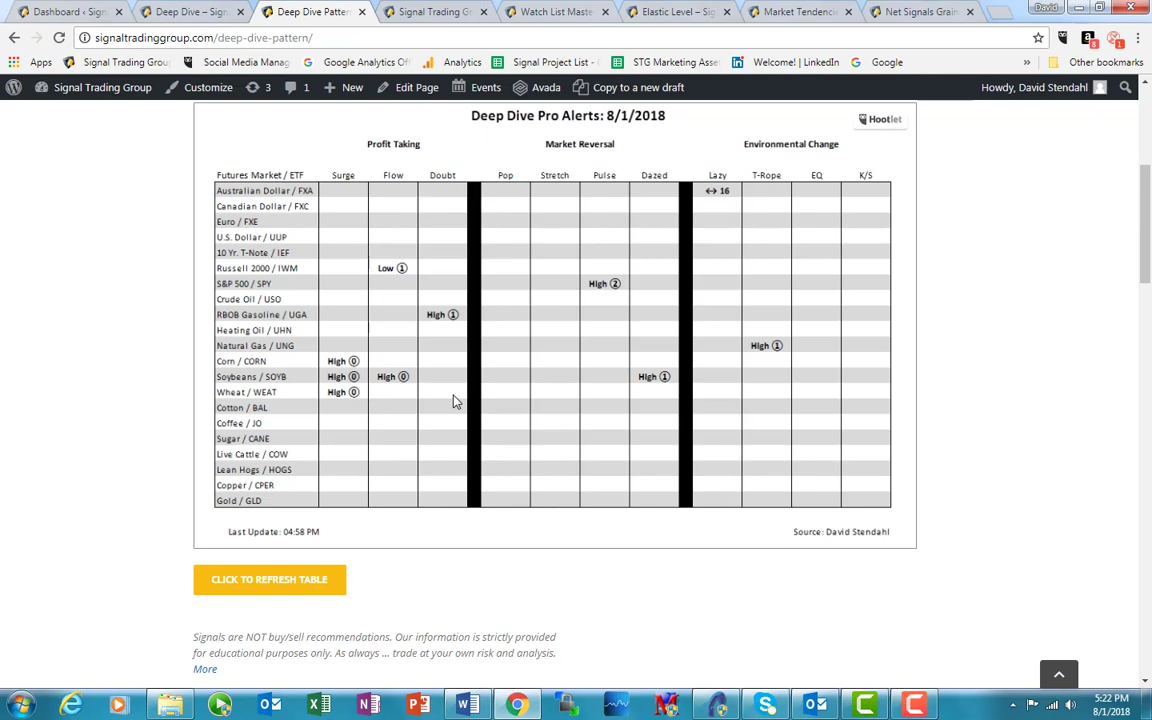 Dashboard ‹ Sign
Deep Dive – Signal
Deep Dive Pattern
Signal Trading Gr
Watch List Maste
Elastic Level – Sig
Market Tendencie
Net Signals Grain
David
signaltradinggroup.com/deep-dive-pattern/
8
1
Apps
Signal Trading Grou
Social Media Manag
Google Analytics Of
Analytics
Signal Project List -
STG Marketing Asse
Welcome! | LinkedIn
Google
»
Other bookmarks
Signal Trading Group
Customize
3
1
New
Edit Page
Events
Avada
Copy to a new draft
Howdy, David Stendahl
Deep Dive Pro Alerts: 8/1/2018
Hootlet
Profit Taking Market Reversal Environmental Change
Futures Market / ETF Surge Flow Doubt Pop Stretch Pulse Dazed Lazy T-Rope EQ K/S
Australian Dollar / FXA ↔ 16
Canadian Dollar / FXC
Euro / FXE
U.S. Dollar / UUP
10 Yr. T-Note / IEF
Russell 2000 / IWM Low ①
S&P 500 / SPY High ②
Crude Oil / USO
RBOB Gasoline / UGA High ①
Heating Oil / UHN
Natural Gas / UNG High ①
Corn / CORN High ⓪
Soybeans / SOYB High ⓪ High ⓪ High ①
Wheat / WEAT High ⓪
Cotton / BAL
Coffee / JO
Sugar / CANE
Live Cattle / COW
Lean Hogs / HOGS
Copper / CPER
Gold / GLD
Last Update: 04:58 PM Source: David Stendahl
CLICK TO REFRESH TABLE
Signals are NOT buy/sell recommendations. Our information is strictly provided
for educational purposes only. As always ... trade at your own risk and analysis.
More
5:22 PM
8/1/2018